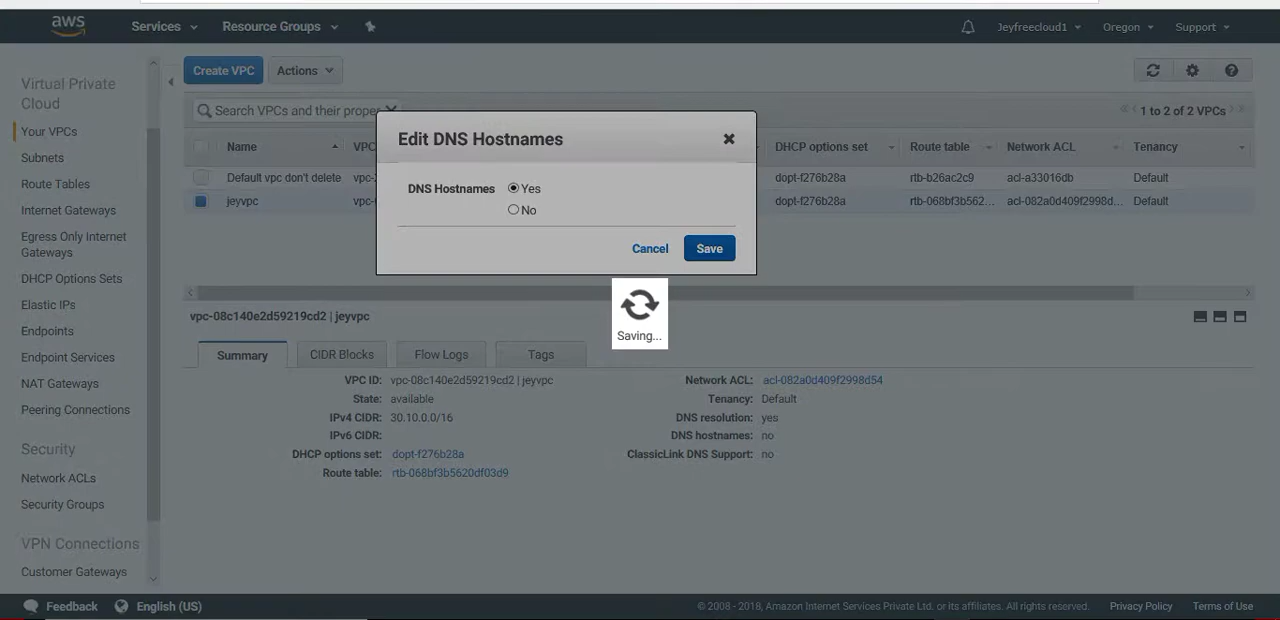 aws
Services
Resource Groups
Jeyfreecloud1
Oregon
Support
Virtual Private
Cloud
Your VPCs
Subnets
Route Tables
Internet Gateways
Egress Only Internet
Gateways
DHCP Options Sets
Elastic IPs
Endpoints
Endpoint Services
NAT Gateways
Peering Connections
Security
Network ACLs
Security Groups
VPN Connections
Customer Gateways
Create VPC
Actions
Search VPCs and their proper
1 to 2 of 2 VPCs
Name VPC DHCP options set Route table Network ACL Tenancy
Default vpc don't delete vpc- dopt-f276b28a rtb-b26ac2c9 acl-a33016db Default
jeyvpc vpc- dopt-f276b28a rtb-068bf3b562... acl-082a0d409f2998d... Default
Edit DNS Hostnames
DNS Hostnames Yes
No
Cancel Save
Saving...
vpc-08c140e2d59219cd2 | jeyvpc
Summary CIDR Blocks Flow Logs Tags
VPC ID: vpc-08c140e2d59219cd2 | jeyvpc
State: available
IPv4 CIDR: 30.10.0.0/16
IPv6 CIDR:
DHCP options set: dopt-f276b28a
Route table: rtb-068bf3b5620df03d9
Network ACL: acl-082a0d409f2998d54
Tenancy: Default
DNS resolution: yes
DNS hostnames: no
ClassicLink DNS Support: no
Feedback English (US)
© 2008 - 2018, Amazon Internet Services Private Ltd. or its affiliates. All rights reserved. Privacy Policy Terms of Use